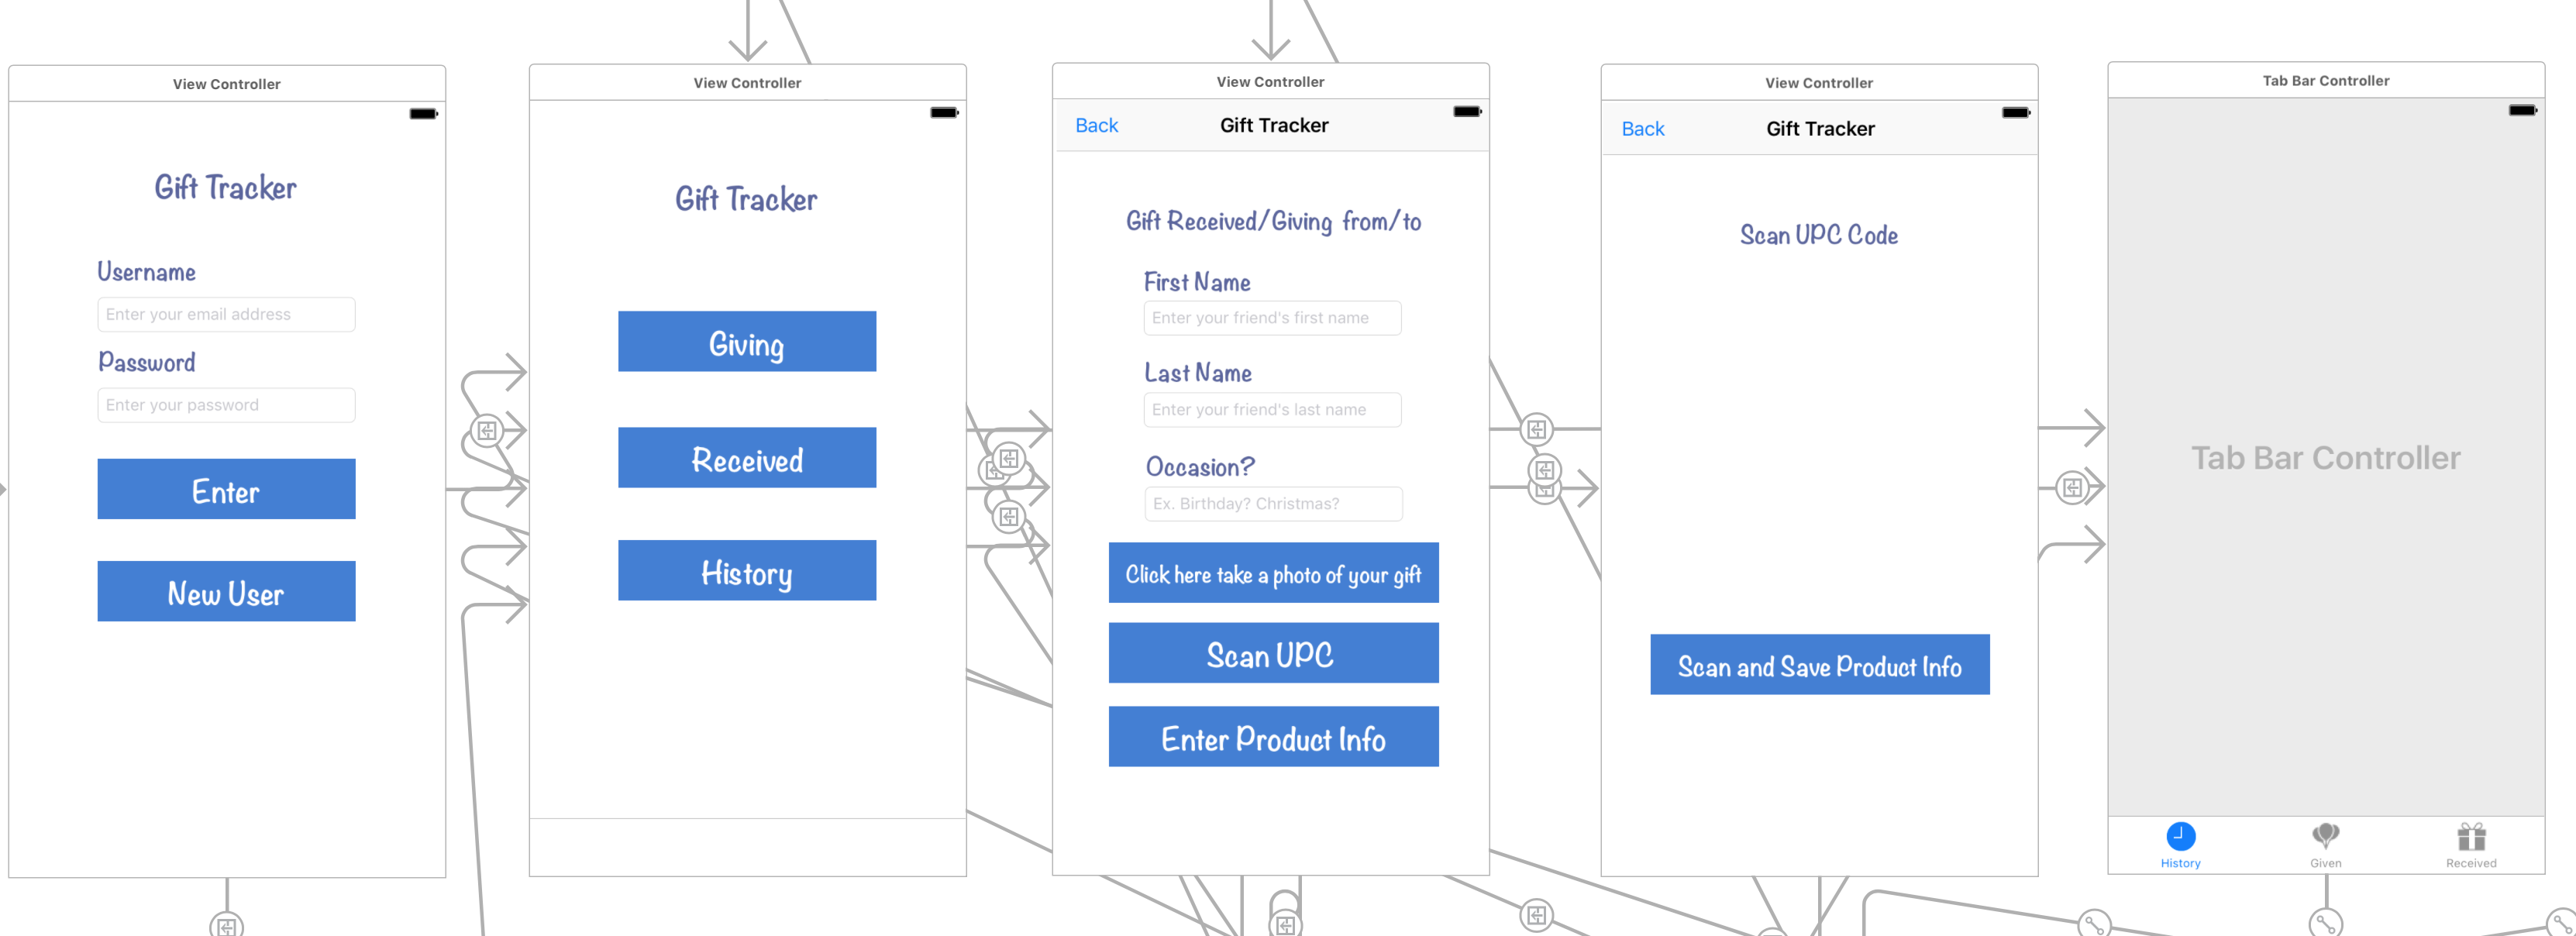 View Controller
Gift Tracker
Username
Enter your email address
Password
Enter your password
Enter
New User
View Controller
Gift Tracker
Giving
Received
History
View Controller
Back Gift Tracker
Gift Received/Giving from/to
First Name
Enter your friend's first name
Last Name
Enter your friend's last name
Occasion?
Ex. Birthday? Christmas?
Click here take a photo of your gift
Scan UPC
Enter Product Info
View Controller
Back Gift Tracker
Scan UPC Code
Scan and Save Product Info
Tab Bar Controller
Tab Bar Controller
History Given Received